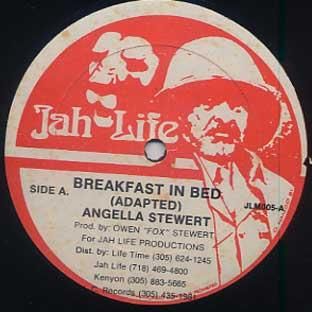 Jah Life
SIDE A. BREAKFAST IN BED
(ADAPTED) JLM005-A
ANGELLA STEWERT
Prod. by: OWEN "FOX" STEWERT
For JAH LIFE PRODUCTIONS
Dist. by: Life Time (305) 624-1245
Jah Life (718) 469-4800
Kenyon (305) 883-5665
Records (305) 435-1981